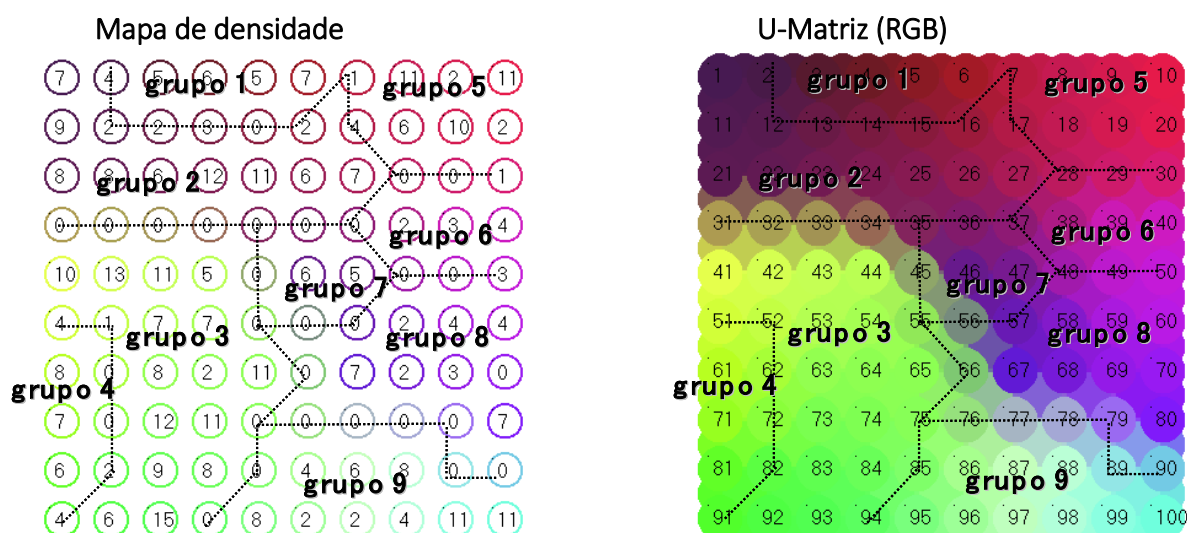 Mapa de densidade
U-Matriz (RGB)
7 4 5 6 5 7 1 11 2 11
grupo 1
grupo 5
9 2 2 3 0 2 4 6 10 2
8 8 6 12 11 6 7 0 0 1
grupo 2
0 0 0 0 0 0 0 2 3 4
grupo 6
10 13 11 5 0 6 5 0 0 3
grupo 7
4 1 7 7 0 0 0 2 4 4
grupo 3
grupo 8
8 0 8 2 11 0 7 2 3 0
grupo 4
7 0 12 11 0 0 0 0 0 7
6 2 9 8 0 4 6 8 0 0
grupo 9
4 6 15 0 8 2 2 4 11 11
1 2 4 15 6 7 8 9 10
grupo 1
grupo 5
11 12 13 14 15 16 17 18 19 20
21 24 25 26 27 28 29 30
grupo 2
31 32 33 34 35 36 37 38 39 40
grupo 6
41 42 43 44 45 46 47 48 49 50
grupo 7
51 52 53 54 55 56 57 58 59 60
grupo 3
grupo 8
61 62 63 64 65 66 67 68 69 70
grupo 4
71 72 73 74 75 76 77 78 79 80
81 82 83 84 85 86 87 88 89 90
grupo 9
91 92 93 94 95 96 97 98 99 100